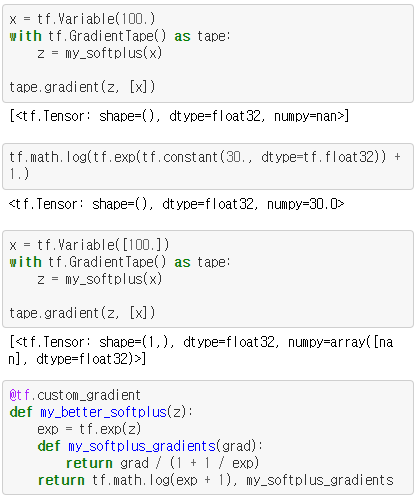 x = tf.Variable(100.)
with tf.GradientTape() as tape:
    z = my_softplus(x)

tape.gradient(z, [x])
[<tf.Tensor: shape=(), dtype=float32, numpy=nan>]
tf.math.log(tf.exp(tf.constant(30., dtype=tf.float32)) +
1.)
<tf.Tensor: shape=(), dtype=float32, numpy=30.0>
x = tf.Variable([100.])
with tf.GradientTape() as tape:
    z = my_softplus(x)

tape.gradient(z, [x])
[<tf.Tensor: shape=(1,), dtype=float32, numpy=array([na
n], dtype=float32)>]
@tf.custom_gradient
def my_better_softplus(z):
    exp = tf.exp(z)
    def my_softplus_gradients(grad):
        return grad / (1 + 1 / exp)
    return tf.math.log(exp + 1), my_softplus_gradients